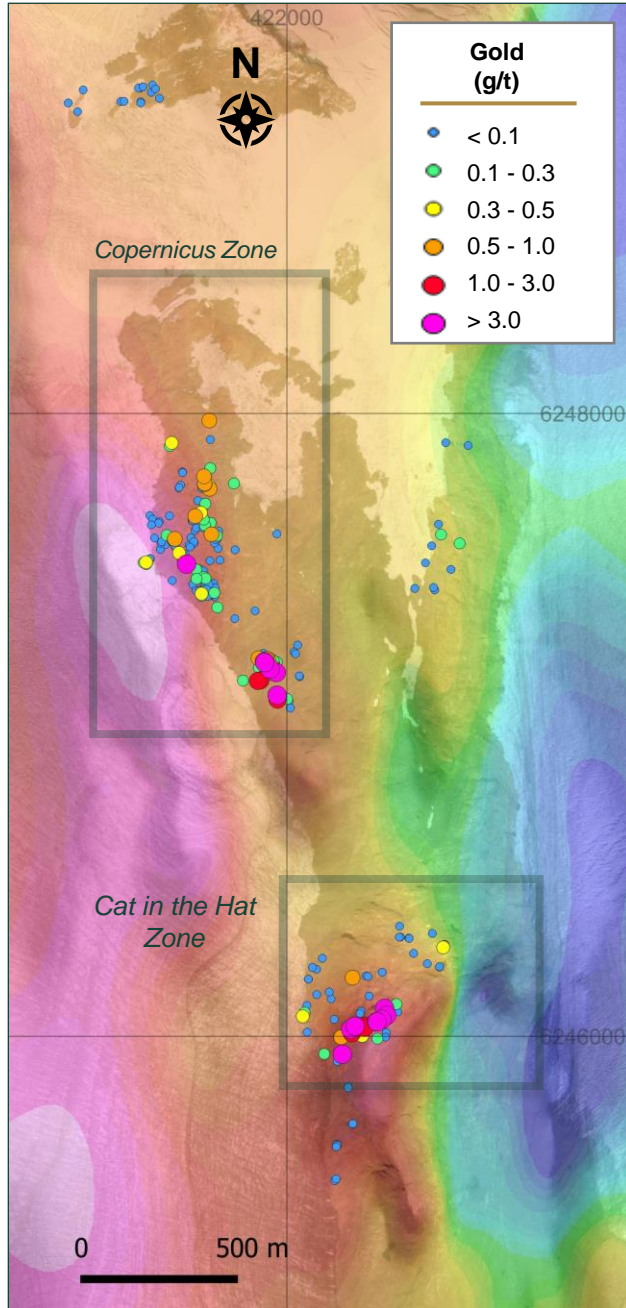 422000
N
Gold
(g/t)
< 0.1
0.1 - 0.3
0.3 - 0.5
0.5 - 1.0
1.0 - 3.0
> 3.0
Copernicus Zone
6248000
Cat in the Hat
Zone
6246000
0 500 m